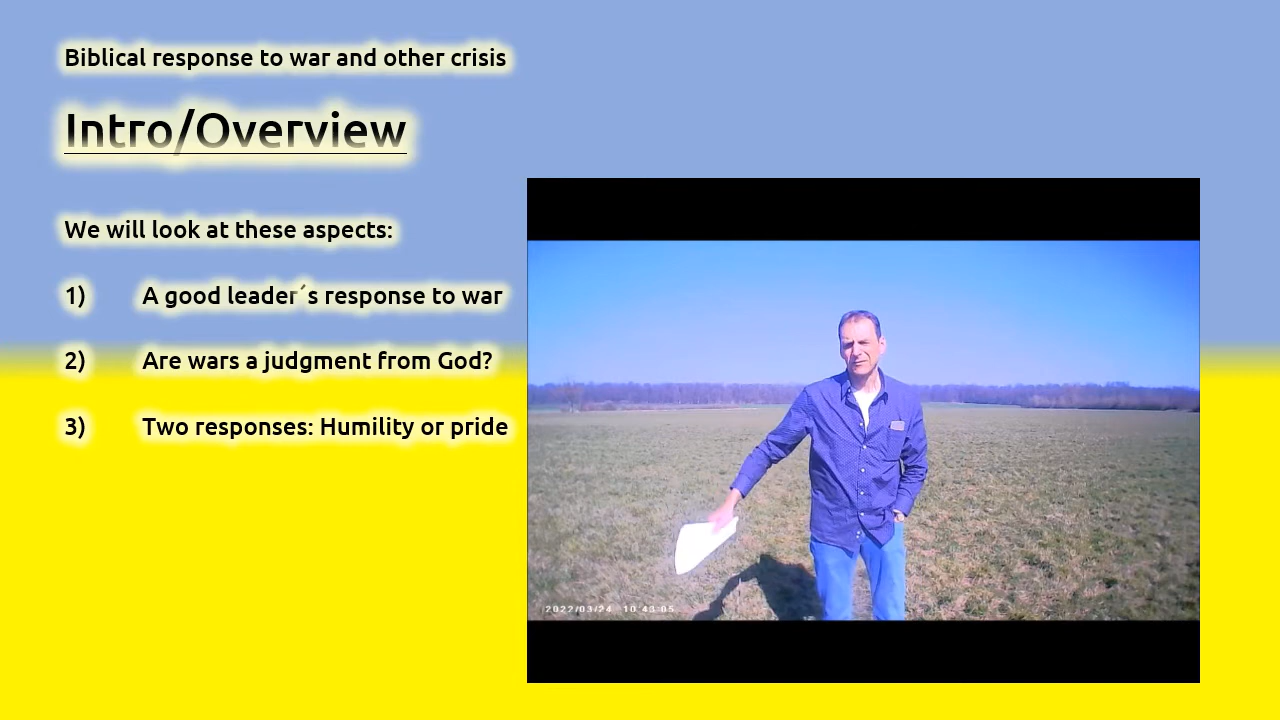 Biblical response to war and other crisis
Intro/Overview
We will look at these aspects:
1) A good leader´s response to war
2) Are wars a judgment from God?
3) Two responses: Humility or pride
2022/03/24 10:43:05